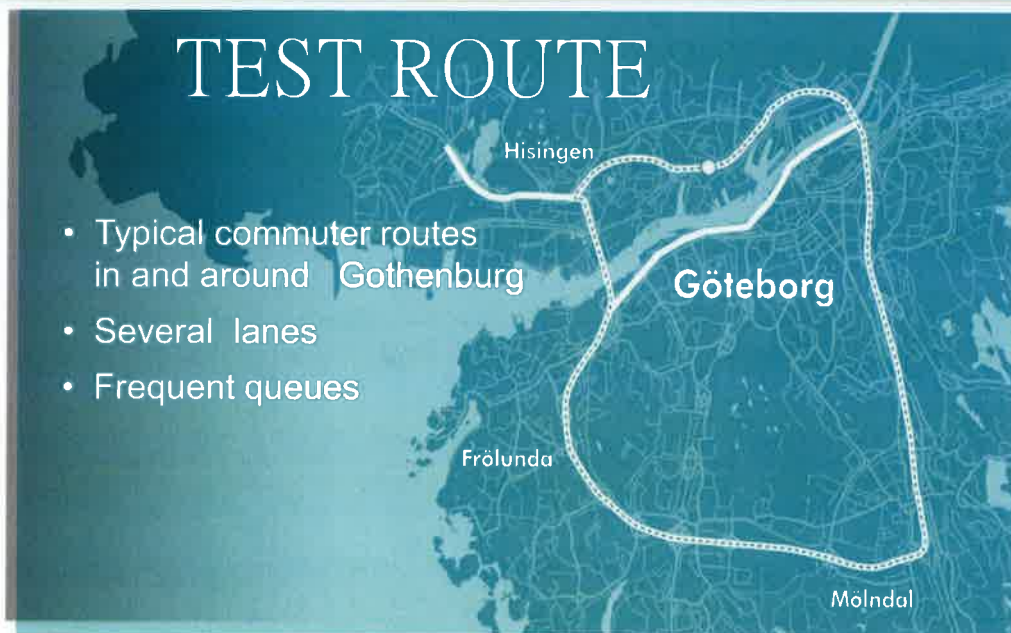 TEST ROUTE
Hisingen
• Typical commuter routes
in and around Gothenburg
Göteborg
• Several lanes
• Frequent queues
Frölunda
Mölndal